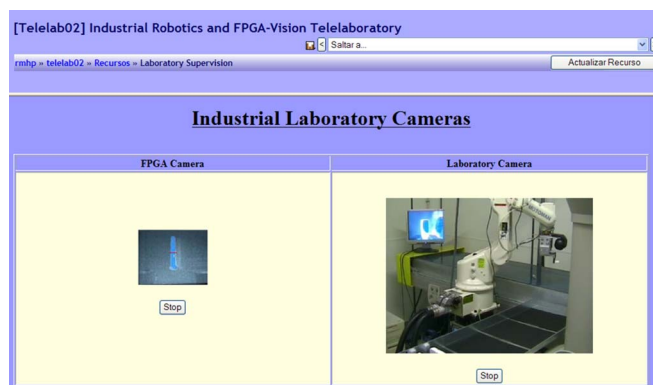 [Telelab02] Industrial Robotics and FPGA-Vision Telelaboratory
< Saltar a...
rmhp » telelab02 » Recursos » Laboratory Supervision Actualizar Recurso
Industrial Laboratory Cameras
FPGA Camera Laboratory Camera
Stop
Stop